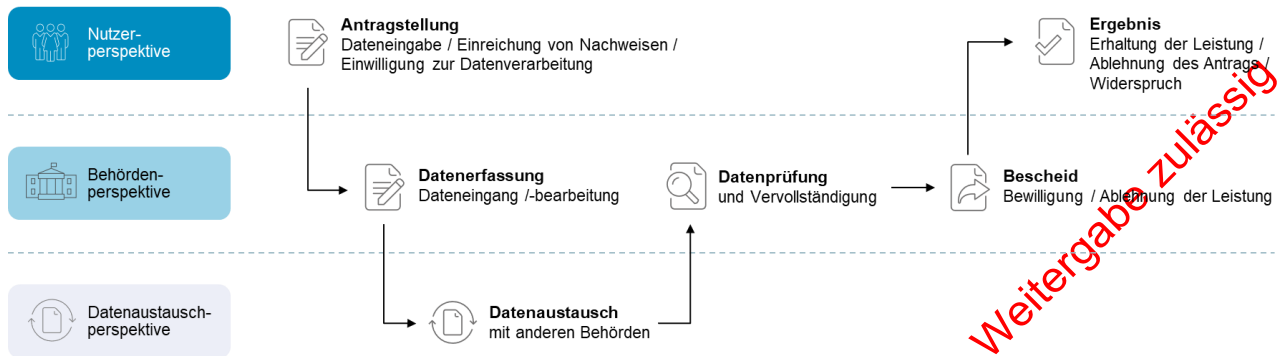 Nutzer-
perspektive
Antragstellung
Dateneingabe / Einreichung von Nachweisen /
Einwilligung zur Datenverarbeitung
Ergebnis
Erhaltung der Leistung /
Ablehnung des Antrags /
Widerspruch
Behörden-
perspektive
Datenerfassung
Dateneingang /-bearbeitung
Datenprüfung
und Vervollständigung
Bescheid
Bewilligung / Ablehnung der Leistung
Datenaustausch-
perspektive
Datenaustausch
mit anderen Behörden
Weitergabe zulässig